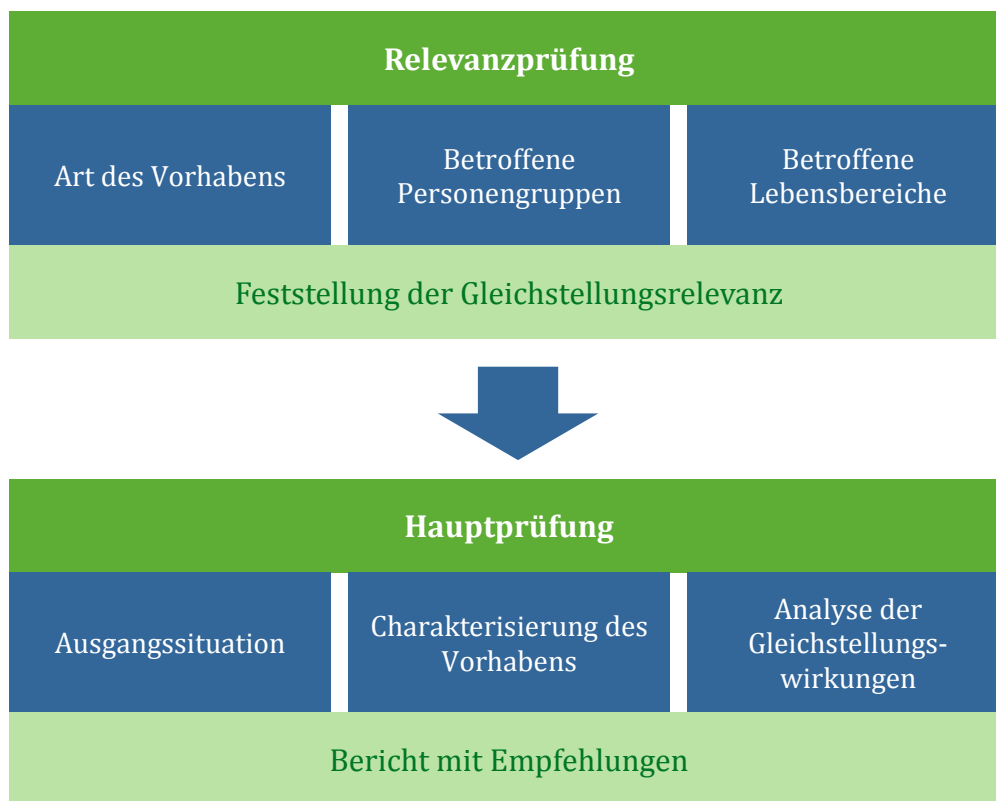 Relevanzprüfung
Art des Vorhabens
Betroffene
Personengruppen
Betroffene
Lebensbereiche
Feststellung der Gleichstellungsrelevanz
Hauptprüfung
Ausgangssituation
Charakterisierung des
Vorhabens
Analyse der
Gleichstellungs-
wirkungen
Bericht mit Empfehlungen